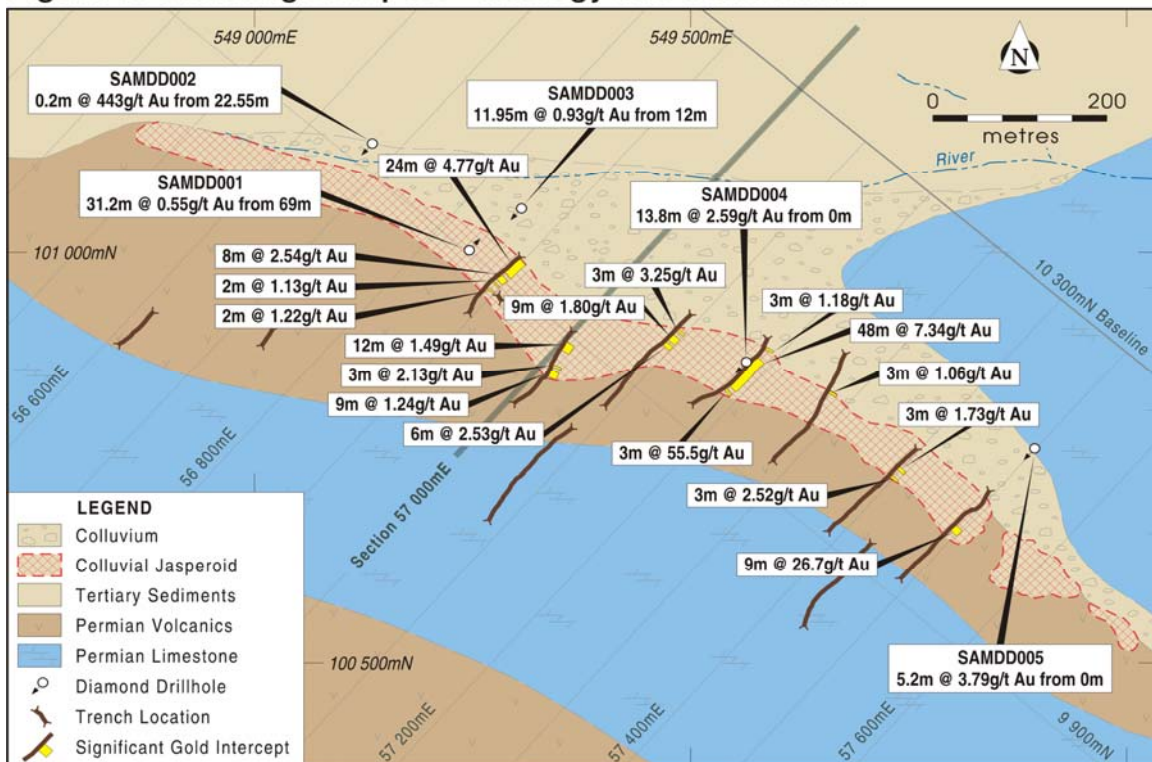 549 000mE
549 500mE
SAMDD002
0.2m @ 443g/t Au from 22.55m
SAMDD003
11.95m @ 0.93g/t Au from 12m
N
0 200
metres
River
24m @ 4.77g/t Au
SAMDD001
31.2m @ 0.55g/t Au from 69m
SAMDD004
13.8m @ 2.59g/t Au from 0m
101 000mN
8m @ 2.54g/t Au
2m @ 1.13g/t Au
2m @ 1.22g/t Au
3m @ 3.25g/t Au
9m @ 1.80g/t Au
10 300mN Baseline
3m @ 1.18g/t Au
48m @ 7.34g/t Au
12m @ 1.49g/t Au
3m @ 2.13g/t Au
9m @ 1.24g/t Au
3m @ 1.06g/t Au
3m @ 1.73g/t Au
6m @ 2.53g/t Au
3m @ 55.5g/t Au
3m @ 2.52g/t Au
9m @ 26.7g/t Au
56 600mE
56 800mE
Section 57 000mE
LEGEND
Colluvium
Colluvial Jasperoid
Tertiary Sediments
Permian Volcanics
Permian Limestone
Diamond Drillhole
Trench Location
Significant Gold Intercept
100 500mN
SAMDD005
5.2m @ 3.79g/t Au from 0m
57 200mE
57 400mE
57 600mE
9 900mN